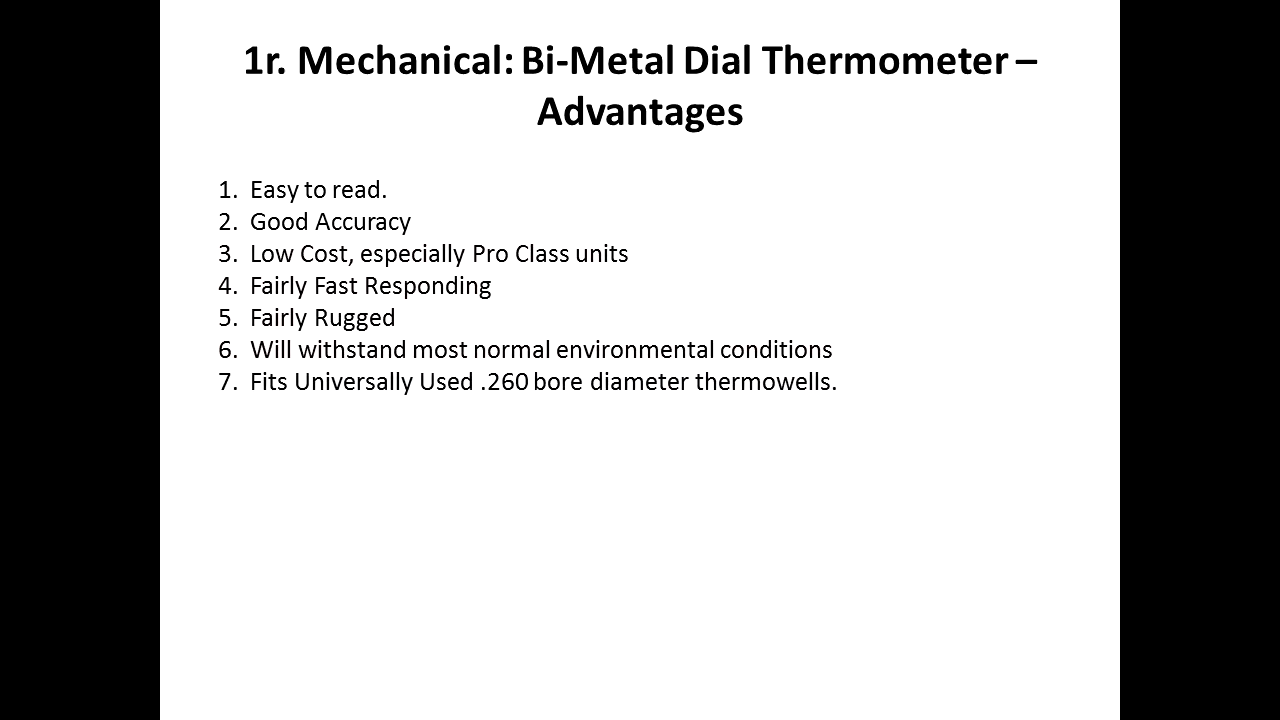 1r. Mechanical: Bi-Metal Dial Thermometer –
Advantages
1. Easy to read.
2. Good Accuracy
3. Low Cost, especially Pro Class units
4. Fairly Fast Responding
5. Fairly Rugged
6. Will withstand most normal environmental conditions
7. Fits Universally Used .260 bore diameter thermowells.